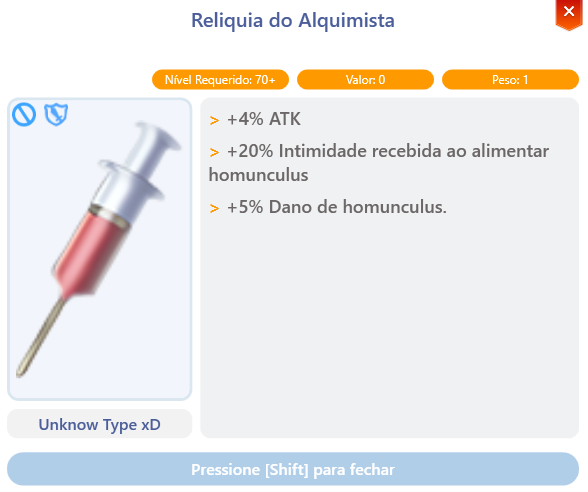 Reliquia do Alquimista
Nível Requerido: 70+
Valor: 0
Peso: 1
> +4% ATK
> +20% Intimidade recebida ao alimentar
homunculus
> +5% Dano de homunculus.
Unknow Type xD
Pressione [Shift] para fechar